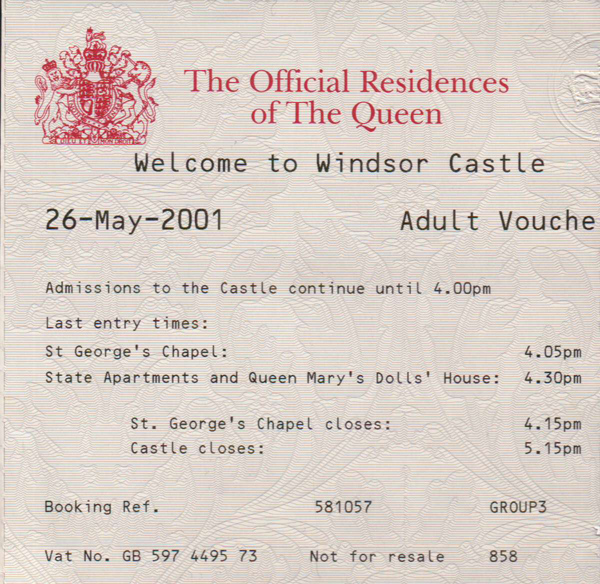 The Official Residences
of The Queen
Welcome to Windsor Castle
26-May-2001 Adult Vouche
Admissions to the Castle continue until 4.00pm
Last entry times:
St George's Chapel: 4.05pm
State Apartments and Queen Mary's Dolls' House: 4.30pm
St. George's Chapel closes: 4.15pm
Castle closes: 5.15pm
Booking Ref. 581057 GROUP3
Vat No. GB 597 4495 73 Not for resale 858